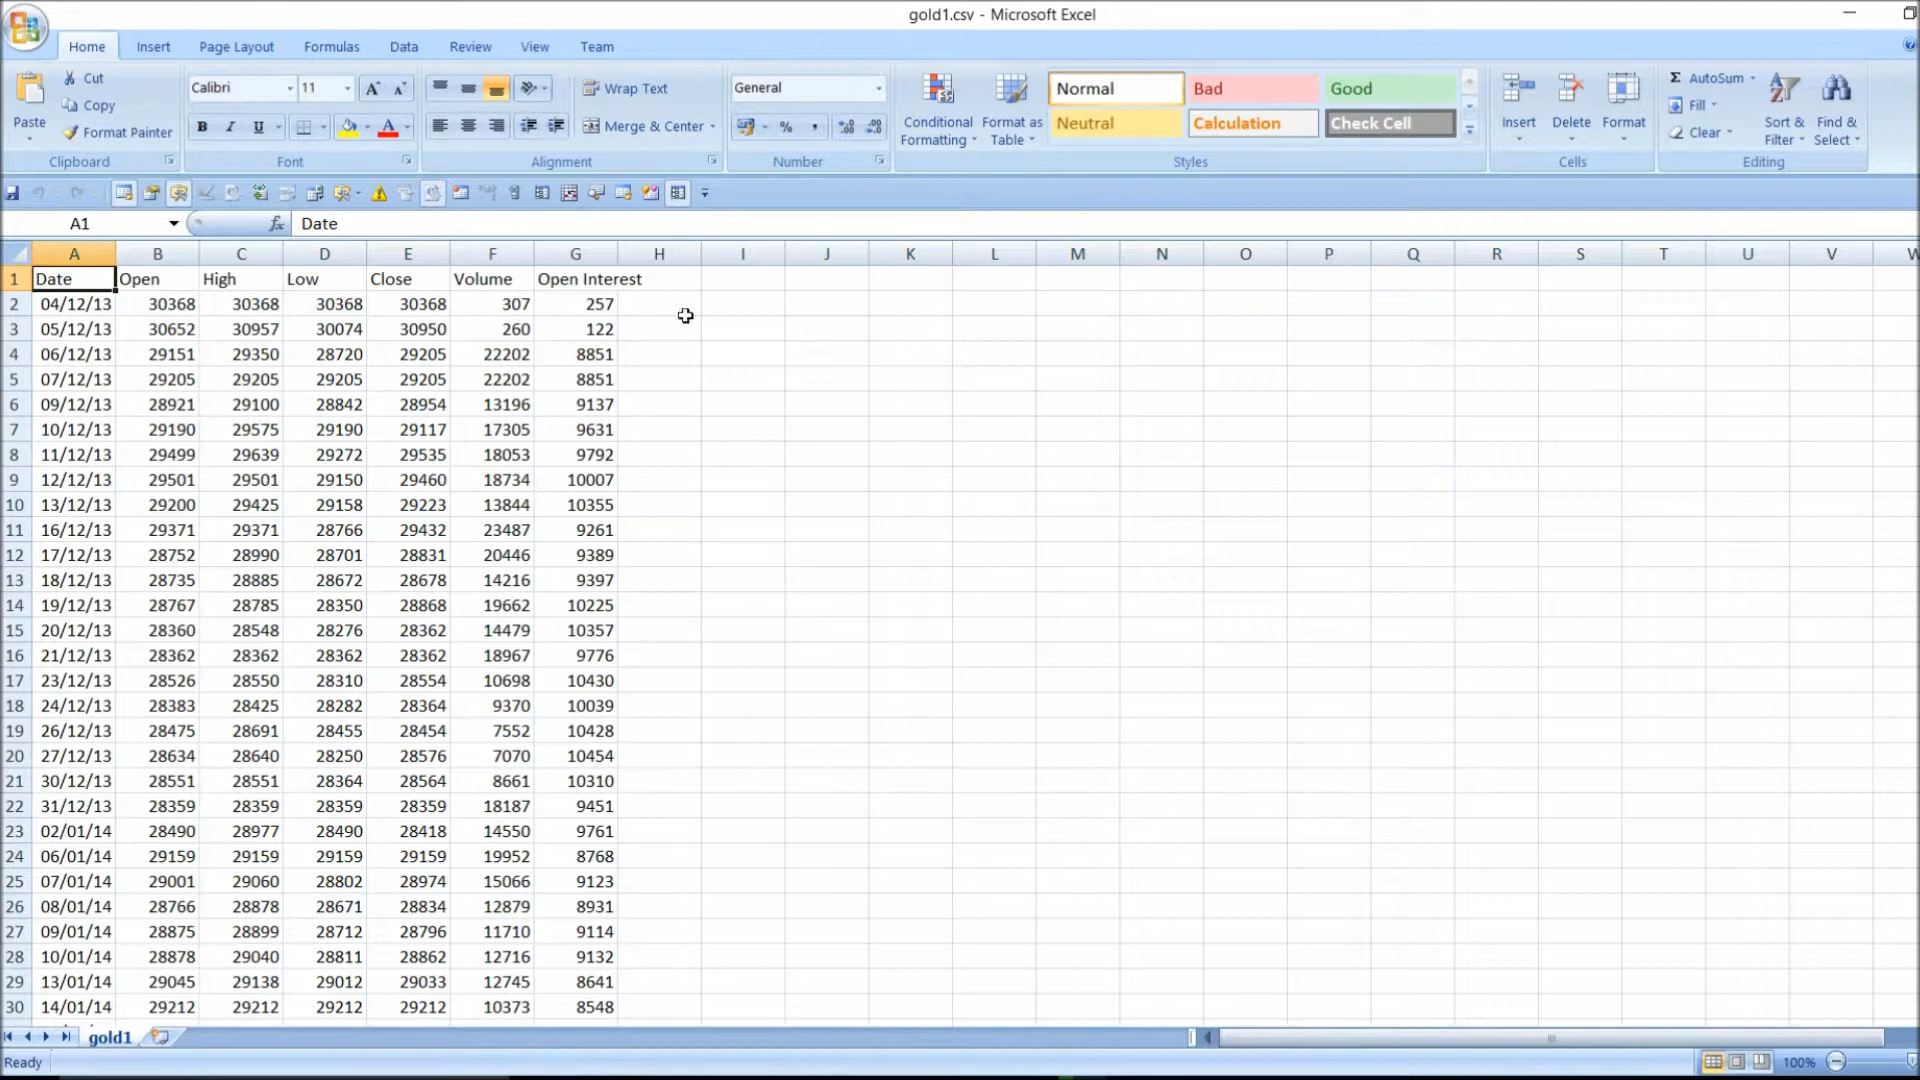 gold1.csv - Microsoft Excel
Home Insert Page Layout Formulas Data Review View Team
Paste
Cut
Copy
Format Painter
Clipboard
Calibri 11 A A
B I U A
Font
Wrap Text
Merge & Center
Alignment
General
% ,
Number
Conditional Formatting
Format as Table
Normal Bad Good
Neutral Calculation Check Cell
Styles
Insert Delete Format
Cells
Σ AutoSum
Fill
Clear
Sort & Filter
Find & Select
Editing
A1 fx Date
A B C D E F G H I J K L M N O P Q R S T U V W
1 Date Open High Low Close Volume Open Interest
2 04/12/13 30368 30368 30368 30368 307 257
3 05/12/13 30652 30957 30074 30950 260 122
4 06/12/13 29151 29350 28720 29205 22202 8851
5 07/12/13 29205 29205 29205 29205 22202 8851
6 09/12/13 28921 29100 28842 28954 13196 9137
7 10/12/13 29190 29575 29190 29117 17305 9631
8 11/12/13 29499 29639 29272 29535 18053 9792
9 12/12/13 29501 29501 29150 29460 18734 10007
10 13/12/13 29200 29425 29158 29223 13844 10355
11 16/12/13 29371 29371 28766 29432 23487 9261
12 17/12/13 28752 28990 28701 28831 20446 9389
13 18/12/13 28735 28885 28672 28678 14216 9397
14 19/12/13 28767 28785 28350 28868 19662 10225
15 20/12/13 28360 28548 28276 28362 14479 10357
16 21/12/13 28362 28362 28362 28362 18967 9776
17 23/12/13 28526 28550 28310 28554 10698 10430
18 24/12/13 28383 28425 28282 28364 9370 10039
19 26/12/13 28475 28691 28455 28454 7552 10428
20 27/12/13 28634 28640 28250 28576 7070 10454
21 30/12/13 28551 28551 28364 28564 8661 10310
22 31/12/13 28359 28359 28359 28359 18187 9451
23 02/01/14 28490 28977 28490 28418 14550 9761
24 06/01/14 29159 29159 29159 29159 19952 8768
25 07/01/14 29001 29060 28802 28974 15066 9123
26 08/01/14 28766 28878 28671 28834 12879 8931
27 09/01/14 28875 28899 28712 28796 11710 9114
28 10/01/14 28878 29040 28811 28862 12716 9132
29 13/01/14 29045 29138 29012 29033 12745 8641
30 14/01/14 29212 29212 29212 29212 10373 8548
gold1
Ready 100%